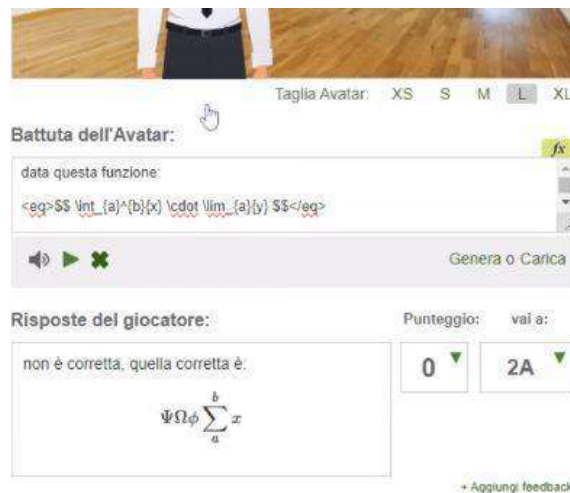 Taglia Avatar: XS S M L XL
Battuta dell'Avatar:
fx
data questa funzione:
<eq>$$ \int_{a}^{b}{x} \cdot \lim_{a}{y} $$</eq>
Genera o Carica
Risposte del giocatore: Punteggio: vai a:
non è corretta, quella corretta è: 0 2A
b
ΨΩϕ∑x
a
+ Aggiungi feedback